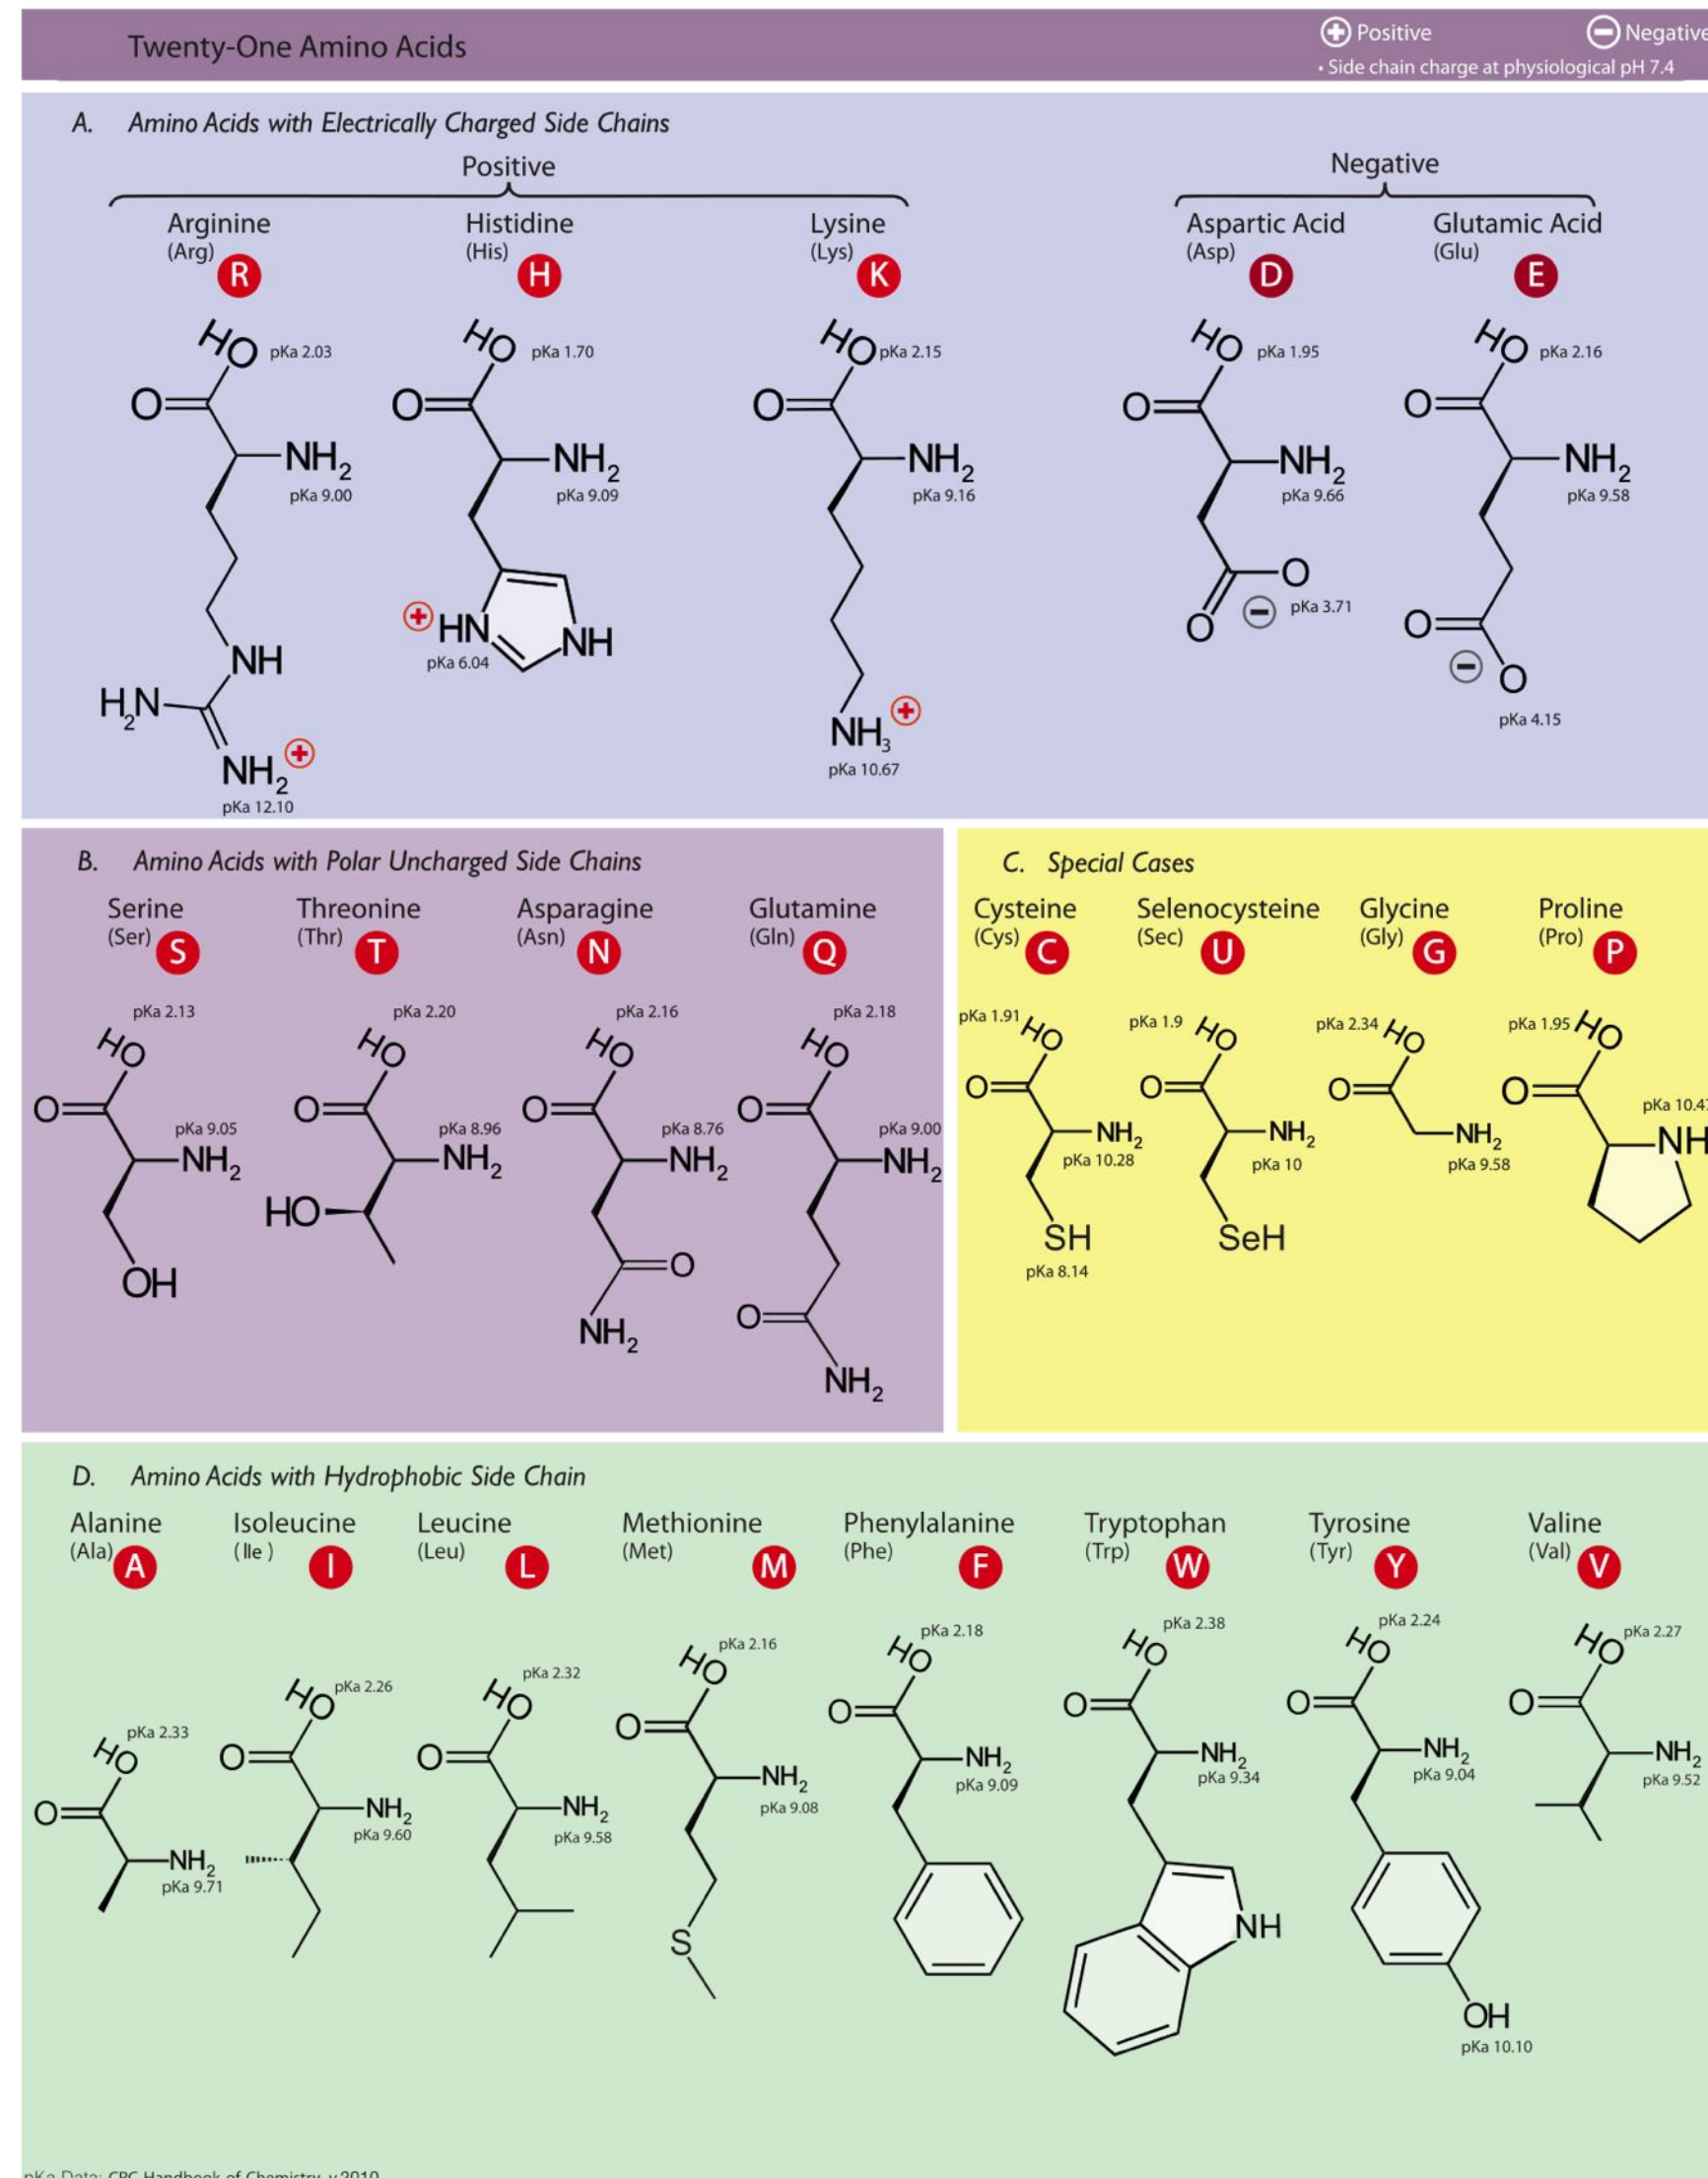 Twenty-One Amino Acids
+ Positive
− Negative
• Side chain charge at physiological pH 7.4
A. Amino Acids with Electrically Charged Side Chains
Positive
Negative
Arginine
(Arg)
R
Histidine
(His)
H
Lysine
(Lys)
K
Aspartic Acid
(Asp)
D
Glutamic Acid
(Glu)
E
HO pKa 2.03
O
NH2
pKa 9.00
NH
H2N
NH2 +
pKa 12.10
HO pKa 1.70
O
NH2
pKa 9.09
+ HN
NH
pKa 6.04
HO pKa 2.15
O
NH2
pKa 9.16
NH3 +
pKa 10.67
HO pKa 1.95
O
NH2
pKa 9.66
O
− pKa 3.71
O
HO pKa 2.16
O
NH2
pKa 9.58
O
−
O
pKa 4.15
B. Amino Acids with Polar Uncharged Side Chains
Serine
(Ser)
S
Threonine
(Thr)
T
Asparagine
(Asn)
N
Glutamine
(Gln)
Q
pKa 2.13
HO
O
pKa 9.05
NH2
OH
pKa 2.20
HO
O
pKa 8.96
NH2
HO
pKa 2.16
HO
O
pKa 8.76
NH2
O
NH2
pKa 2.18
HO
O
pKa 9.00
NH2
O
NH2
C. Special Cases
Cysteine
(Cys)
C
Selenocysteine
(Sec)
U
Glycine
(Gly)
G
Proline
(Pro)
P
pKa 1.91 HO
O
NH2
pKa 10.28
SH
pKa 8.14
pKa 1.9 HO
O
NH2
pKa 10
SeH
pKa 2.34 HO
O
NH2
pKa 9.58
pKa 1.95 HO
O
pKa 10.47
NH
D. Amino Acids with Hydrophobic Side Chain
Alanine
(Ala)
A
Isoleucine
(Ile )
I
Leucine
(Leu)
L
Methionine
(Met)
M
Phenylalanine
(Phe)
F
Tryptophan
(Trp)
W
Tyrosine
(Tyr)
Y
Valine
(Val)
V
pKa 2.33
HO
O
NH2
pKa 9.71
pKa 2.26
HO
O
NH2
pKa 9.60
pKa 2.32
HO
O
NH2
pKa 9.58
pKa 2.16
HO
O
NH2
pKa 9.08
S
pKa 2.18
HO
O
NH2
pKa 9.09
pKa 2.38
HO
O
NH2
pKa 9.34
NH
pKa 2.24
HO
O
NH2
pKa 9.04
OH
pKa 10.10
pKa 2.27
HO
O
NH2
pKa 9.52
pKa Data: CRC Handbook of Chemistry, v.2010